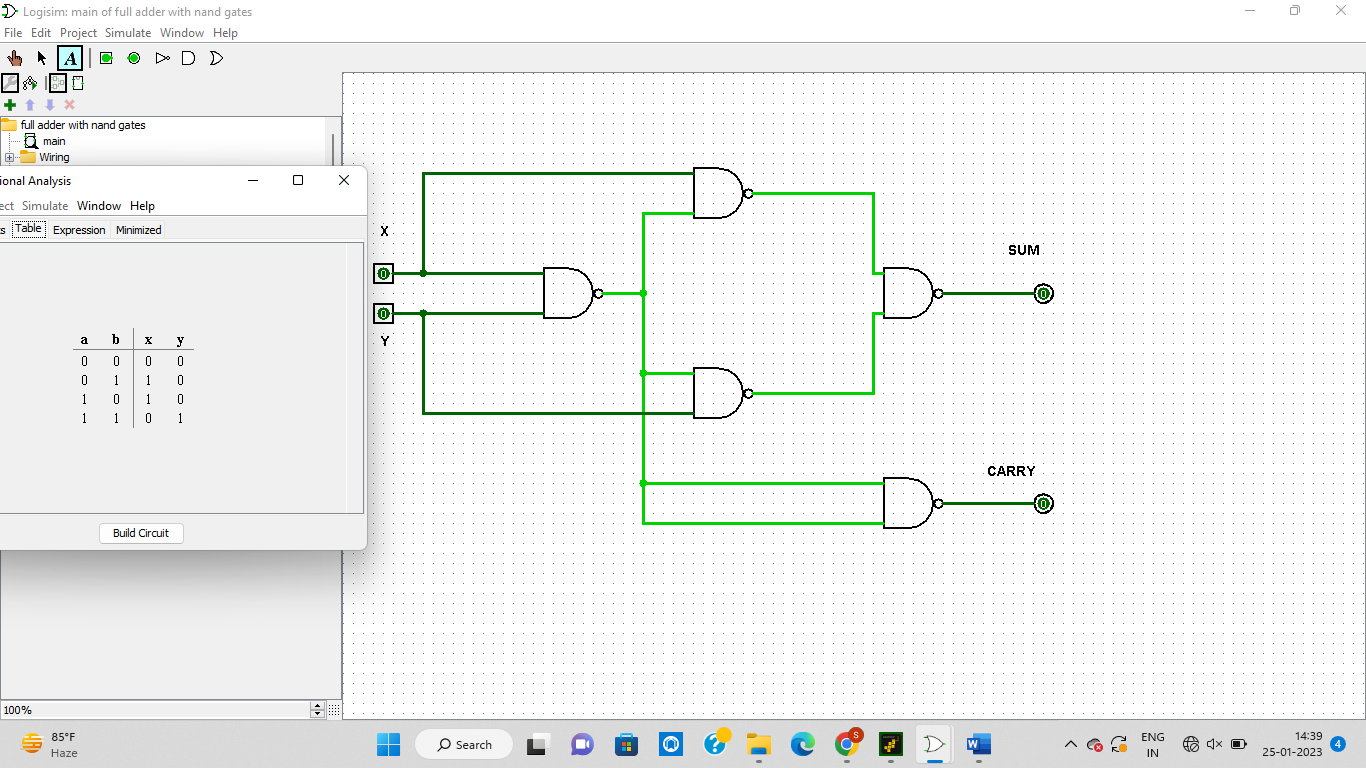 Logisim: main of full adder with nand gates
File Edit Project Simulate Window Help
A
full adder with nand gates
main
Wiring
ional Analysis
ect Simulate Window Help
s Table Expression Minimized
a b x y
0 0 0 0
0 1 1 0
1 0 1 0
1 1 0 1
Build Circuit
X
0
0
Y
SUM
0
CARRY
0
100%
85°F
Haze
Search
S
ENG
IN
14:39
25-01-2023
4